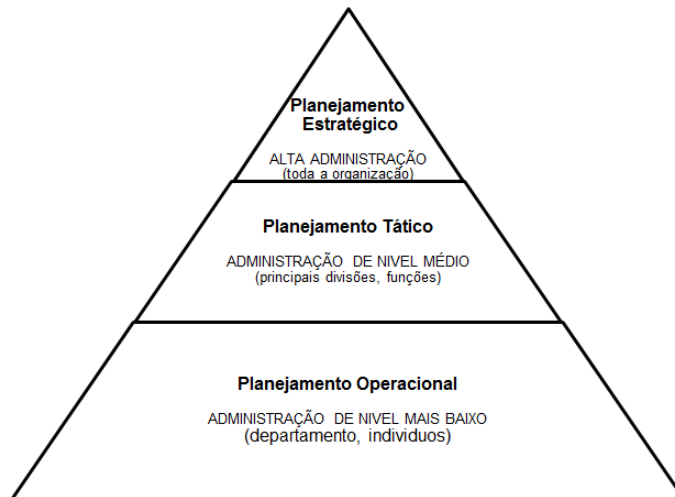 Planejamento
Estratégico
ALTA ADMINISTRAÇÃO
(toda a organização)
Planejamento Tático
ADMINISTRAÇÃO DE NIVEL MÉDIO
(principais divisões, funções)
Planejamento Operacional
ADMINISTRAÇÃO DE NIVEL MAIS BAIXO
(departamento, individuos)